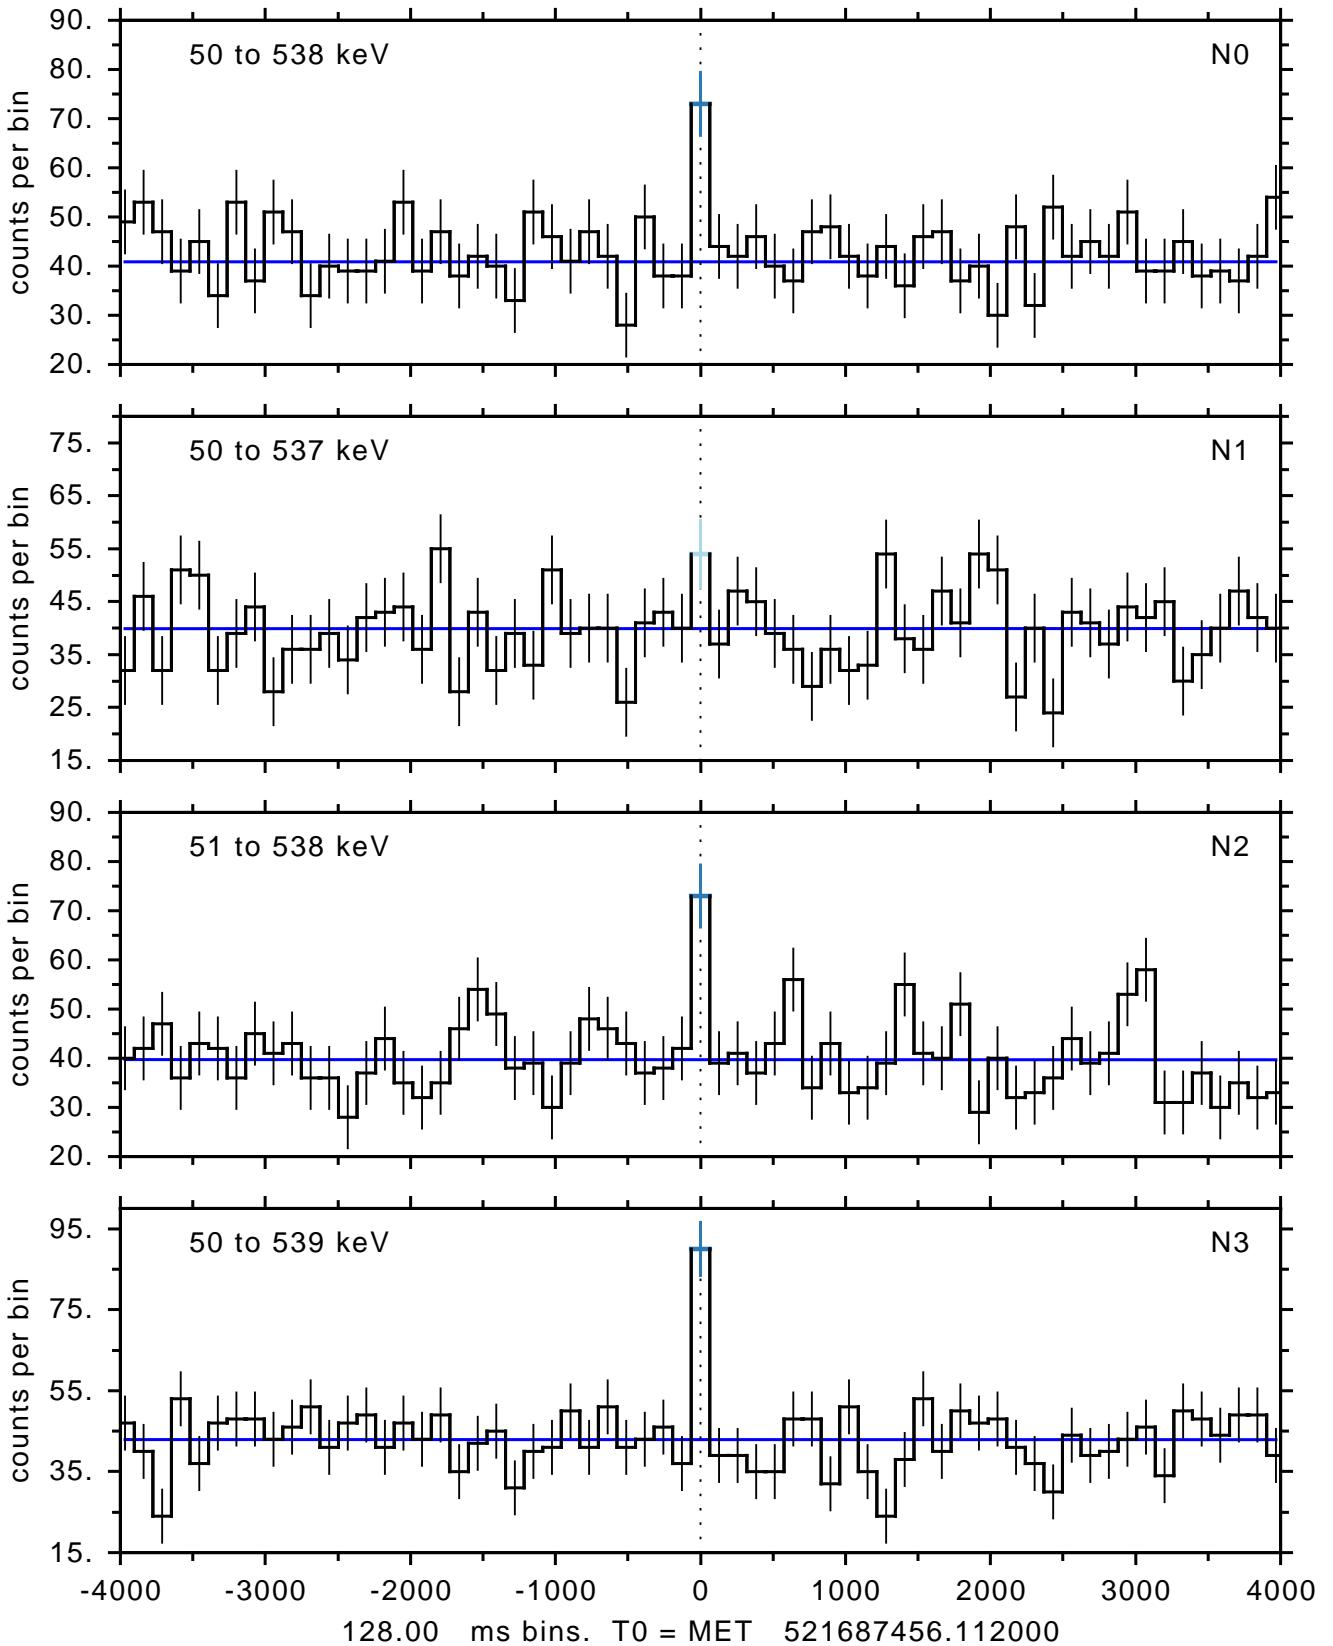 90.
50 to 538 keV N0
80.
70.
60.
50.
40.
30.
20.
counts per bin
50 to 537 keV N1
75.
65.
55.
45.
35.
25.
15.
counts per bin
90.
51 to 538 keV N2
80.
70.
60.
50.
40.
30.
20.
counts per bin
95.
50 to 539 keV N3
75.
55.
35.
15.
counts per bin
-4000 -3000 -2000 -1000 0 1000 2000 3000 4000
128.00 ms bins. T0 = MET 521687456.112000